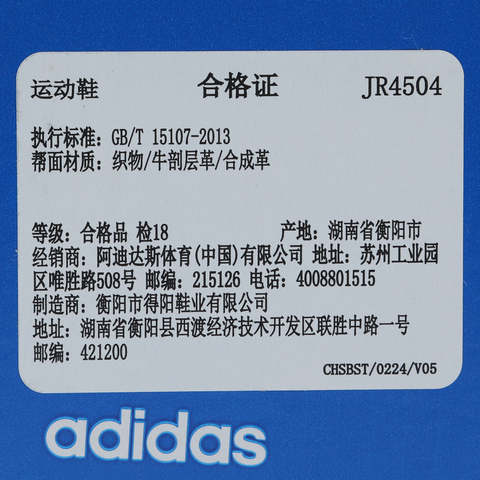 运动鞋 合格证 JR4504
执行标准: GB/T 15107-2013
帮面材质: 织物/牛剖层革/合成革
等级: 合格品 检18 产地: 湖南省衡阳市
经销商: 阿迪达斯体育(中国)有限公司 地址: 苏州工业园
区唯胜路508号 邮编: 215126 电话: 4008801515
制造商: 衡阳市得阳鞋业有限公司
地址: 湖南省衡阳县西渡经济技术开发区联胜中路一号
邮编: 421200
CHSBST/0224/V05
adidas